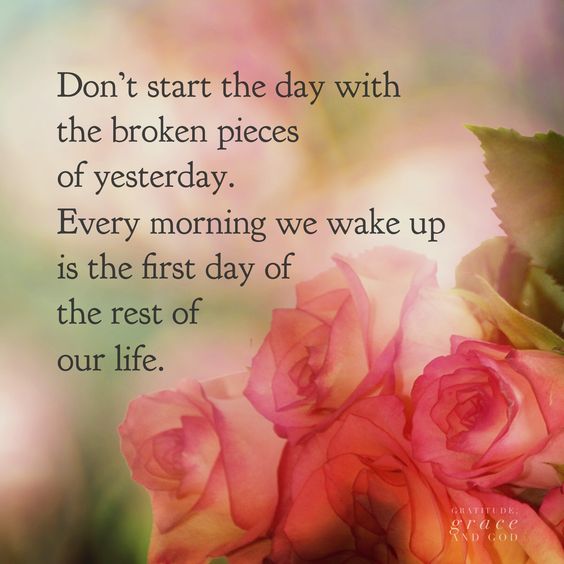 Don’t start the day with
the broken pieces
of yesterday.
Every morning we wake up
is the first day of
the rest of
our life.
GRATITUDE,
grace
AND GOD